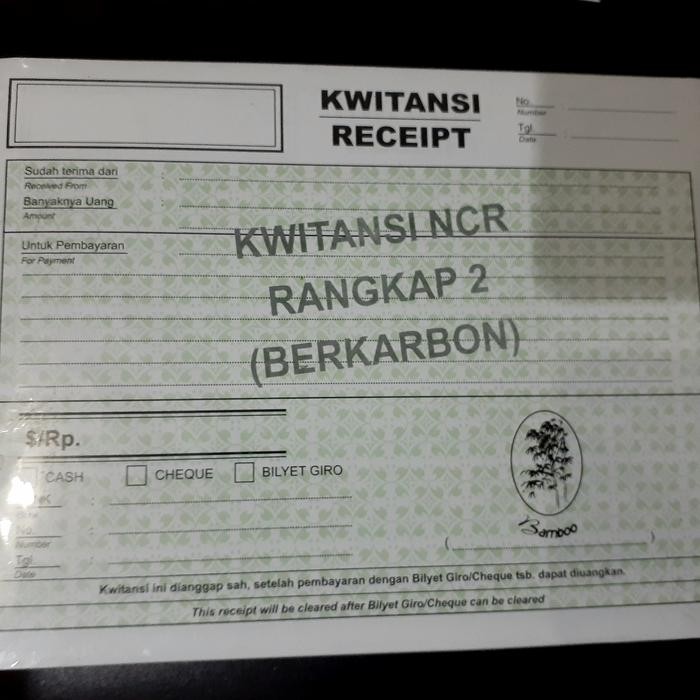 KWITANSI
RECEIPT
No. :
Number
Tgl. :
Date
Sudah terima dari :
Received From
Banyaknya Uang :
Amount
Untuk Pembayaran :
For Payment
KWITANSI NCR
RANGKAP 2
(BERKARBON)
$/Rp.
CASH CHEQUE BILYET GIRO
No. :
Number
Tgl. :
Date
Bamboo
( )
Kwitansi ini dianggap sah, setelah pembayaran dengan Bilyet Giro/Cheque tsb. dapat diuangkan.
This receipt will be cleared after Bilyet Giro/Cheque can be cleared